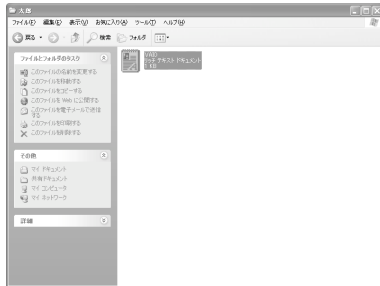 太郎
ファイル(F) 編集(E) 表示(V) お気に入り(A) ツール(T) ヘルプ(H)
戻る 検索 フォルダ
ファイルとフォルダのタスク
このファイルの名前を変更する
このファイルを移動する
このファイルをコピーする
このファイルを Web に公開する
このファイルを電子メールで送信する
このファイルを印刷する
このファイルを削除する
その他
マイ ドキュメント
共有ドキュメント
マイ コンピュータ
マイ ネットワーク
詳細
リッチ テキスト ドキュメント
1 KB